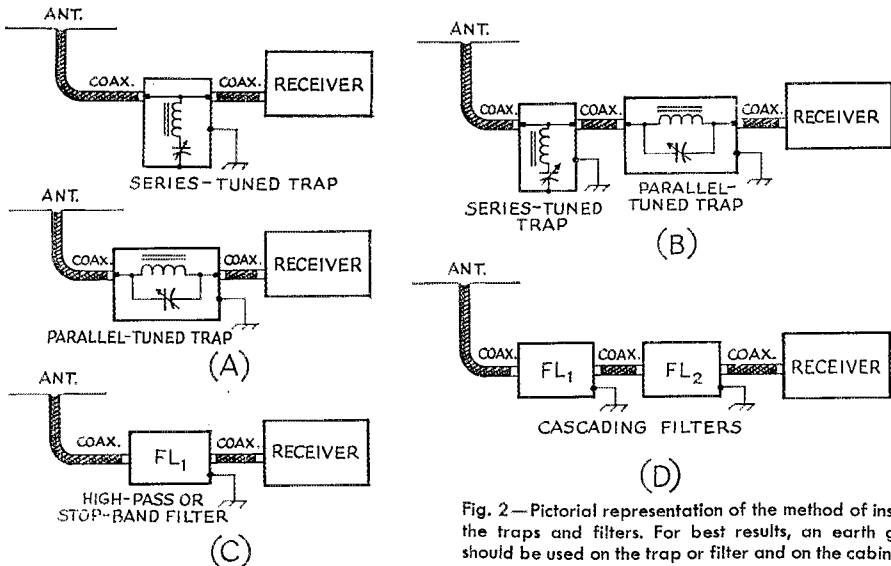 ANT.
COAX.
COAX.
RECEIVER
SERIES-TUNED TRAP
ANT.
COAX.
COAX.
RECEIVER
PARALLEL-TUNED TRAP
(A)
ANT.
COAX.
COAX.
RECEIVER
FL1
HIGH-PASS OR
STOP-BAND FILTER
(C)
ANT.
COAX.
COAX.
COAX.
RECEIVER
SERIES-TUNED
TRAP
PARALLEL-
TUNED TRAP
(B)
ANT.
COAX.
FL1
COAX.
FL2
COAX.
RECEIVER
CASCADING FILTERS
(D)
Fig. 2—Pictorial representation of the method of ins
the traps and filters. For best results, an earth g
should be used on the trap or filter and on the cabin